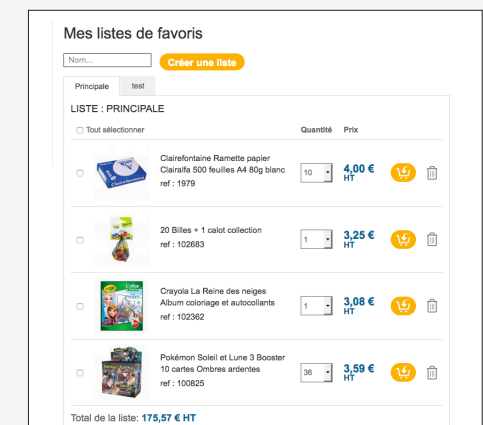 Mes listes de favoris
Nom...
Créer une liste
Principale test
LISTE : PRINCIPALE
Tout sélectionner Quantité Prix
Clairefontaine Ramette papier
Clairalfa 500 feuilles A4 80g blanc
ref : 1979
10
4,00 €
HT
20 Billes + 1 calot collection
ref : 102683
1
3,25 €
HT
Color
Crayola La Reine des neiges
Album coloriage et autocollants
ref : 102362
1
3,08 €
HT
Pokémon Soleil et Lune 3 Booster
10 cartes Ombres ardentes
ref : 100825
36
3,59 €
HT
Total de la liste: 175,57 € HT